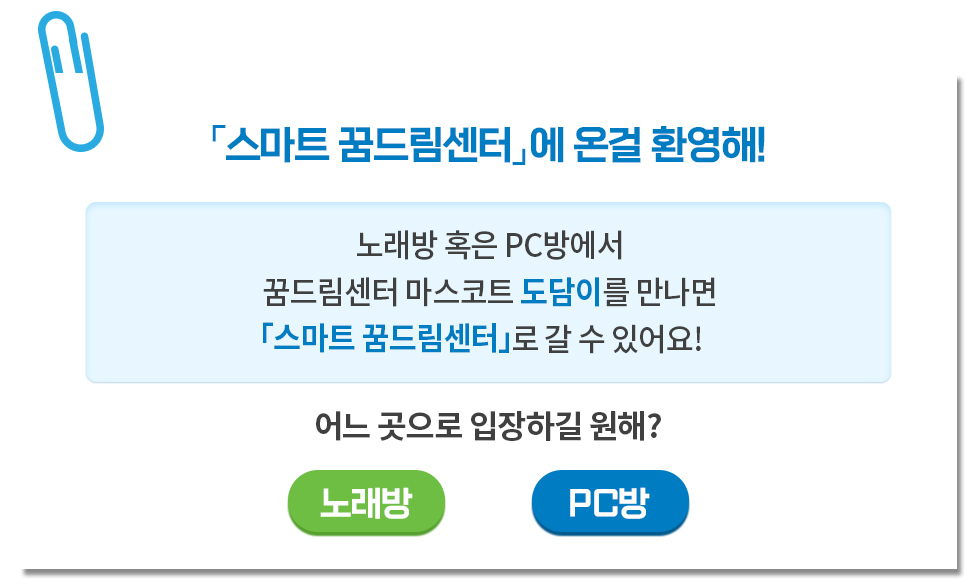 「스마트 꿈드림센터」에 온걸 환영해!
노래방 혹은 PC방에서
꿈드림센터 마스코트 도담이를 만나면
「스마트 꿈드림센터」로 갈 수 있어요!
어느 곳으로 입장하길 원해?
노래방
PC방